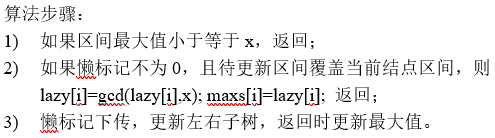 算法步骤：
1) 如果区间最大值小于等于 x，返回；
2) 如果懒标记不为 0，且待更新区间覆盖当前结点区间，则
lazy[i]=gcd(lazy[i],x); maxs[i]=lazy[i]; 返回；
3) 懒标记下传，更新左右子树，返回时更新最大值。